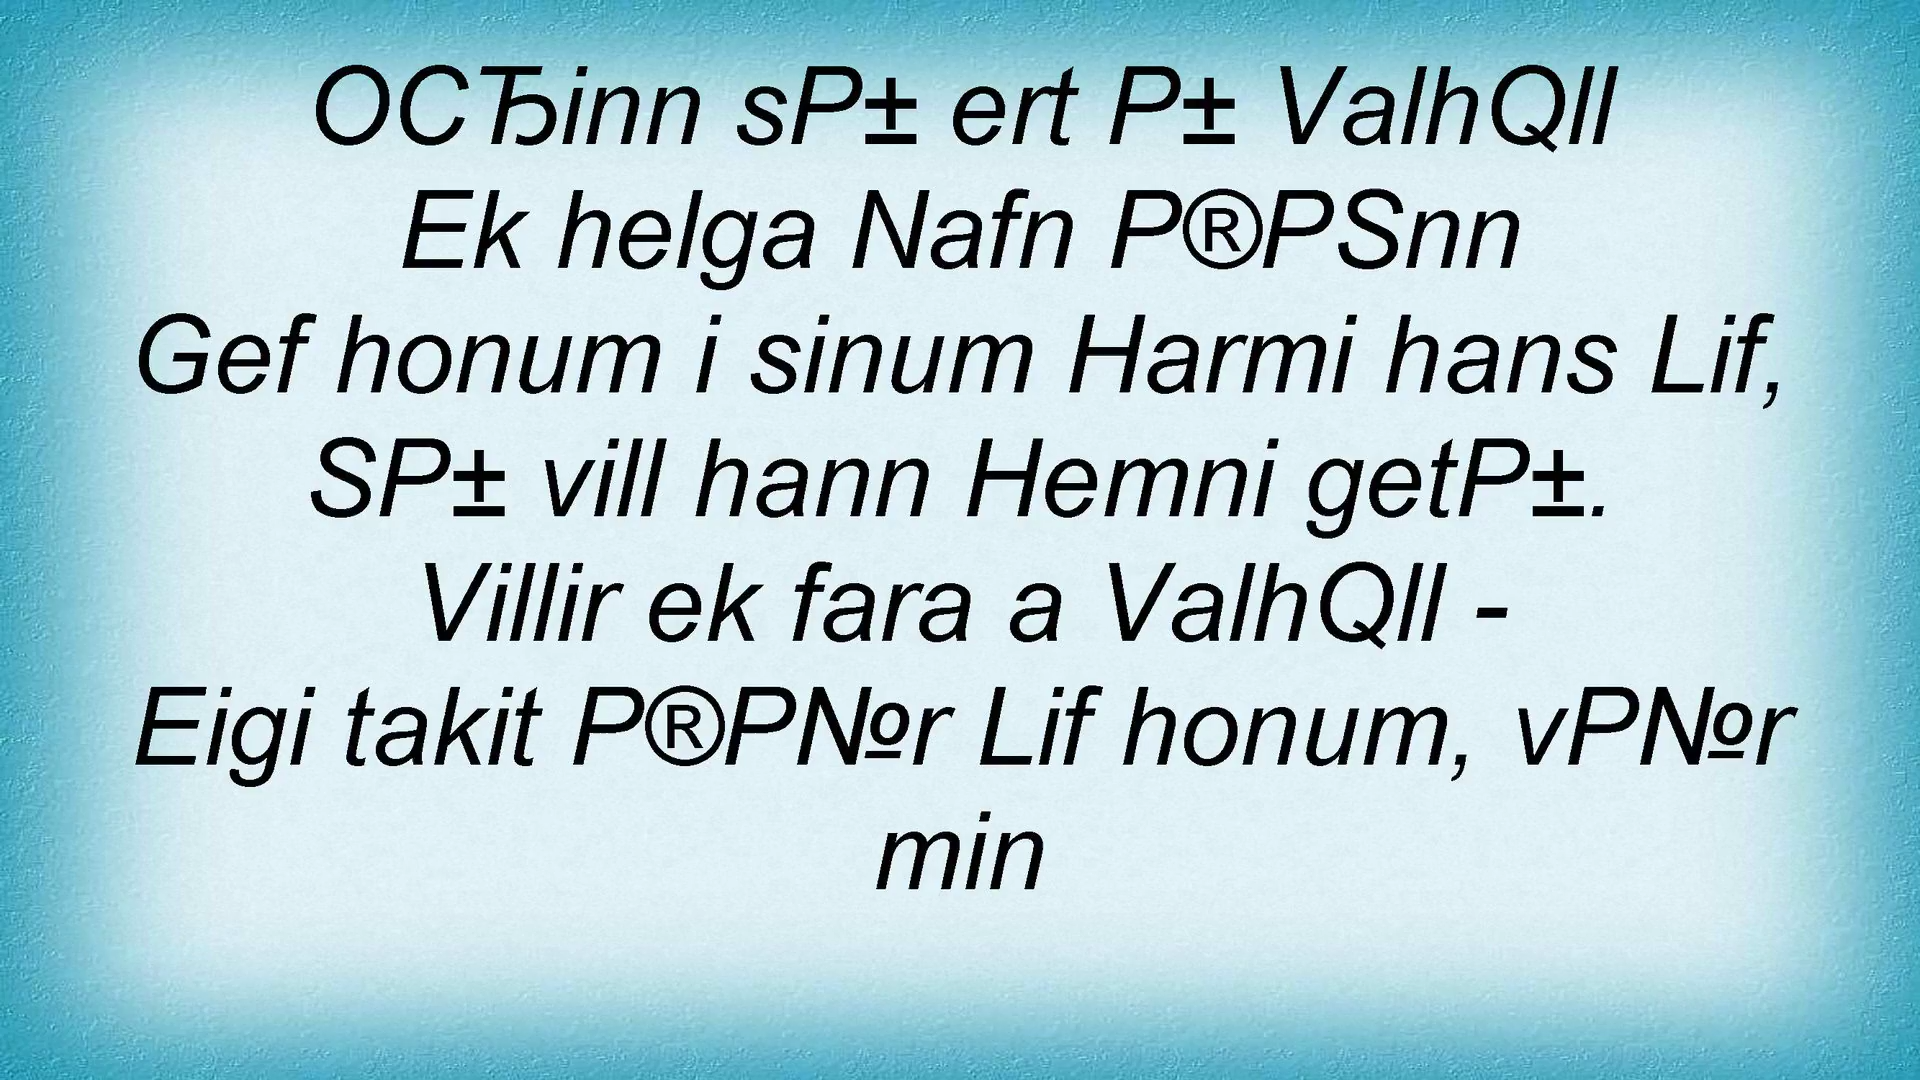 OCЂinn sP± ert P± ValhQll
Ek helga Nafn P®PSnn
Gef honum i sinum Harmi hans Lif,
SP± vill hann Hemni getP±.
Villir ek fara a ValhQll -
Eigi takit P®PNºr Lif honum, vPNºr
min